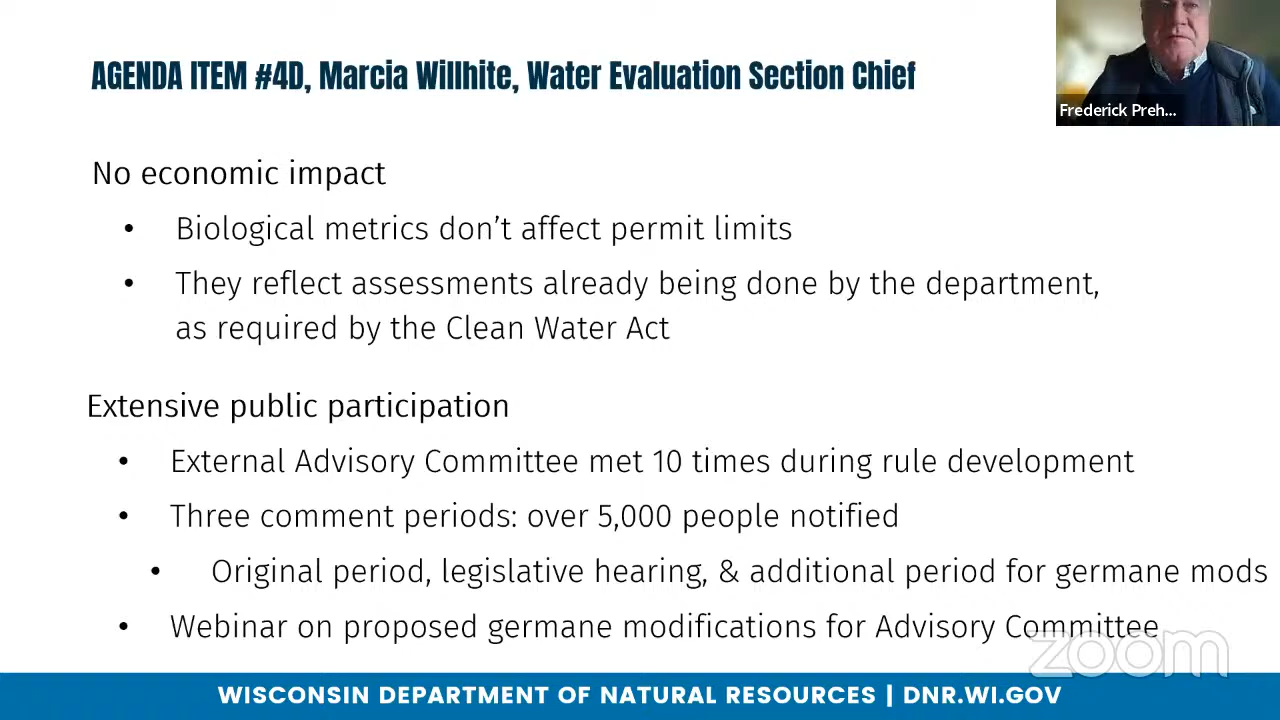 AGENDA ITEM #4D, Marcia Willhite, Water Evaluation Section Chief
Frederick Preh...
No economic impact
• Biological metrics don’t affect permit limits
• They reflect assessments already being done by the department,
as required by the Clean Water Act
Extensive public participation
• External Advisory Committee met 10 times during rule development
• Three comment periods: over 5,000 people notified
• Original period, legislative hearing, & additional period for germane mods
• Webinar on proposed germane modifications for Advisory Committee
zoom
WISCONSIN DEPARTMENT OF NATURAL RESOURCES | DNR.WI.GOV